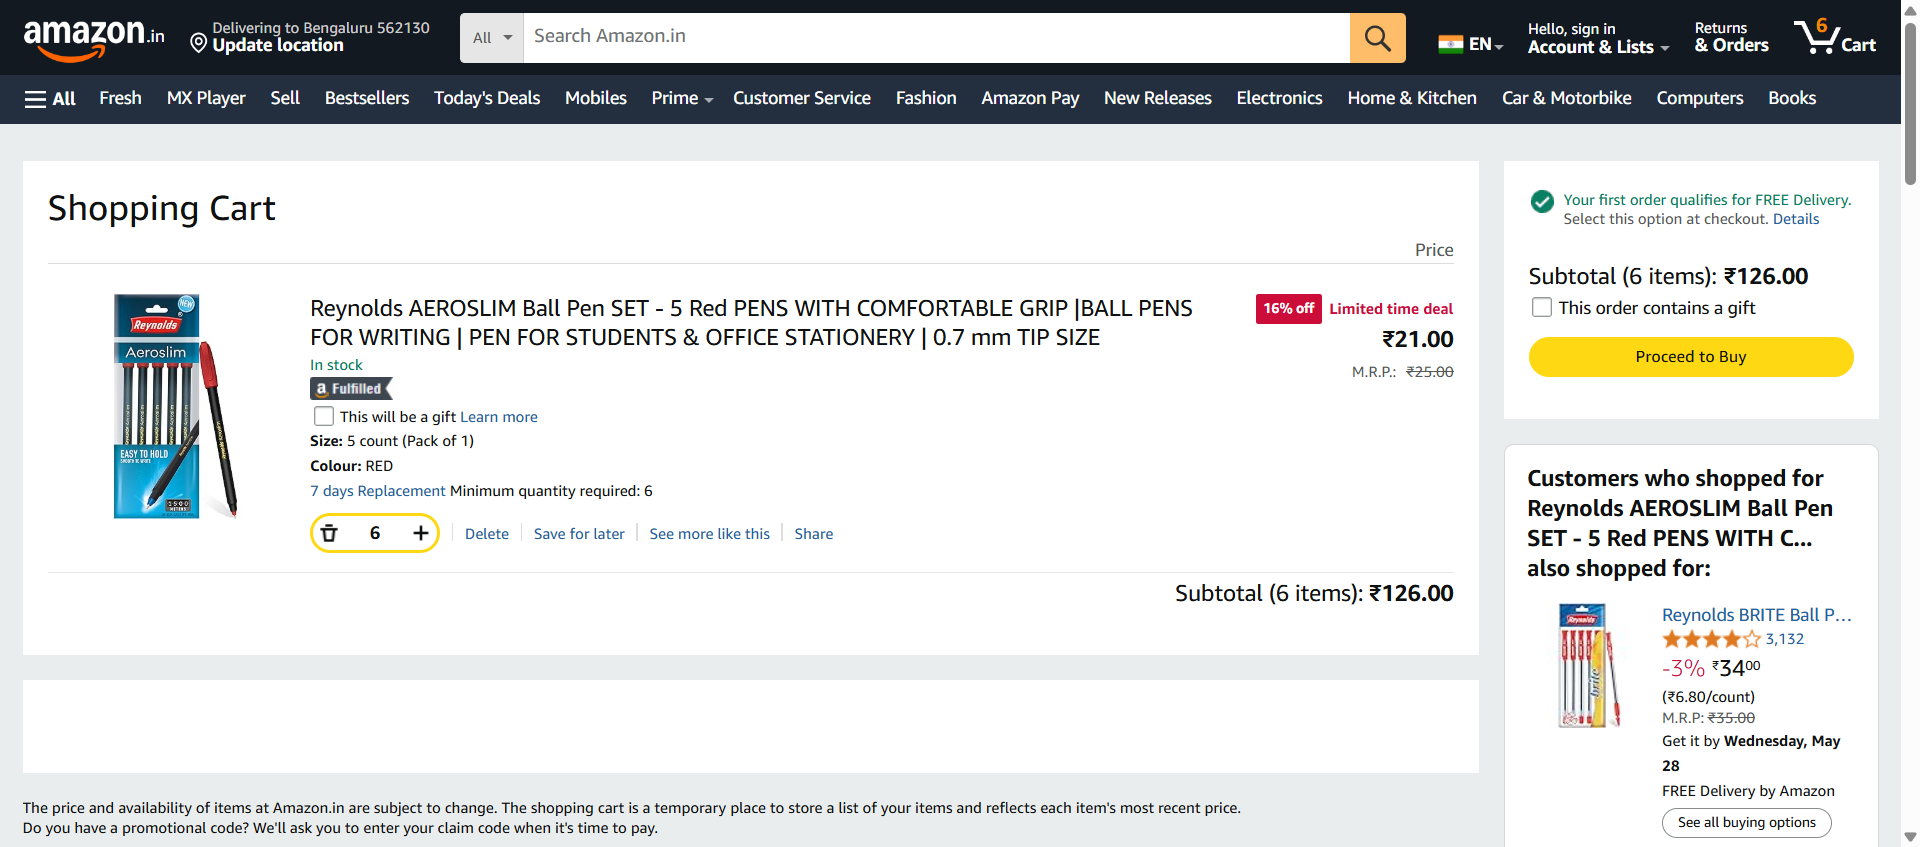 amazon.in
Delivering to Bengaluru 562130
Update location
All
Search Amazon.in
EN
Hello, sign in
Account & Lists
Returns
& Orders
6
Cart
All
Fresh
MX Player
Sell
Bestsellers
Today's Deals
Mobiles
Prime
Customer Service
Fashion
Amazon Pay
New Releases
Electronics
Home & Kitchen
Car & Motorbike
Computers
Books
Shopping Cart
Price
NEW
Reynolds
Aeroslim
EASY TO HOLD
Reynolds AEROSLIM Ball Pen SET - 5 Red PENS WITH COMFORTABLE GRIP |BALL PENS
FOR WRITING | PEN FOR STUDENTS & OFFICE STATIONERY | 0.7 mm TIP SIZE
In stock
a Fulfilled
This will be a gift Learn more
Size: 5 count (Pack of 1)
Colour: RED
7 days Replacement Minimum quantity required: 6
6
Delete
Save for later
See more like this
Share
16% off
Limited time deal
₹21.00
M.R.P.: ₹25.00
Subtotal (6 items): ₹126.00
The price and availability of items at Amazon.in are subject to change. The shopping cart is a temporary place to store a list of your items and reflects each item's most recent price.
Do you have a promotional code? We'll ask you to enter your claim code when it's time to pay.
Your first order qualifies for FREE Delivery.
Select this option at checkout. Details
Subtotal (6 items): ₹126.00
This order contains a gift
Proceed to Buy
Customers who shopped for
Reynolds AEROSLIM Ball Pen
SET - 5 Red PENS WITH C...
also shopped for:
Reynolds
brite
Reynolds BRITE Ball P...
3,132
-3% ₹3400
(₹6.80/count)
M.R.P: ₹35.00
Get it by Wednesday, May
28
FREE Delivery by Amazon
See all buying options